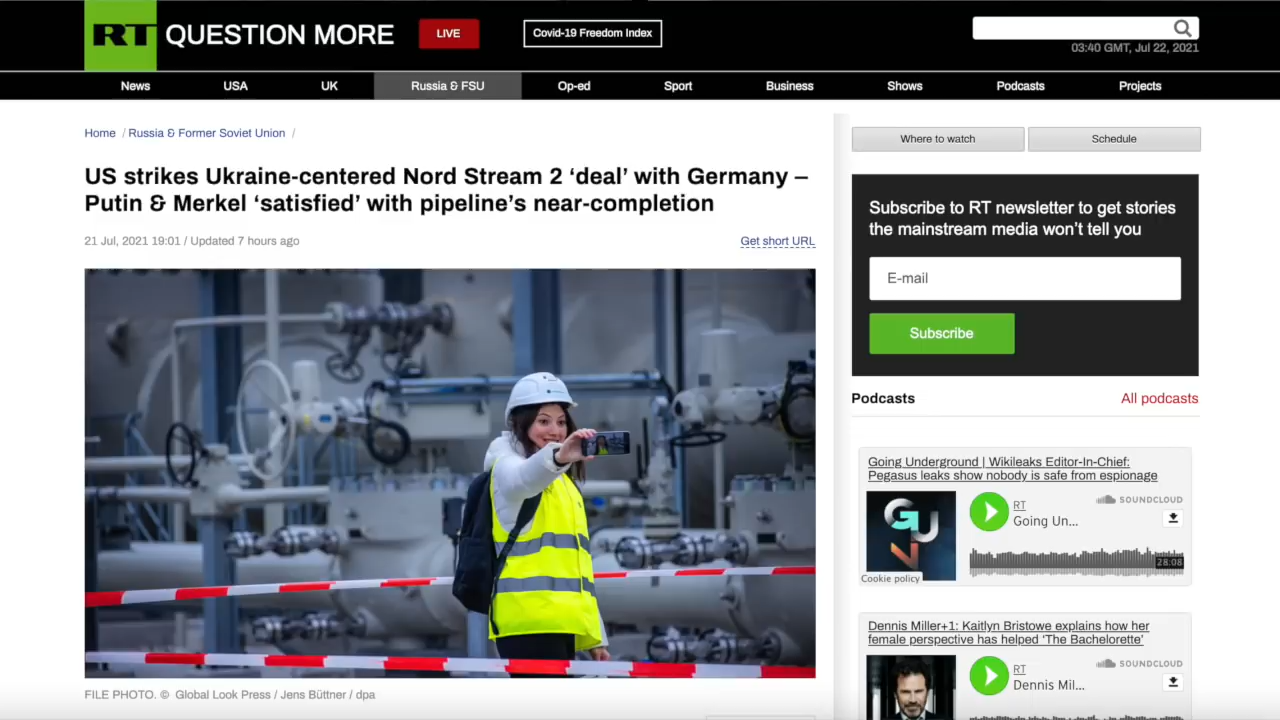 RT QUESTION MORE
LIVE
Covid-19 Freedom Index
03:40 GMT, Jul 22, 2021
News USA UK Russia & FSU Op-ed Sport Business Shows Podcasts Projects
Home / Russia & Former Soviet Union /
US strikes Ukraine-centered Nord Stream 2 ‘deal’ with Germany –
Putin & Merkel ‘satisfied’ with pipeline’s near-completion
21 Jul, 2021 19:01 / Updated 7 hours ago
Get short URL
FILE PHOTO. © Global Look Press / Jens Büttner / dpa
Where to watch
Schedule
Subscribe to RT newsletter to get stories
the mainstream media won’t tell you
E-mail
Subscribe
Podcasts
All podcasts
Going Underground | Wikileaks Editor-In-Chief:
Pegasus leaks show nobody is safe from espionage
GUN
SOUNDCLOUD
RT
Going Un...
28:08
Cookie policy
Dennis Miller+1: Kaitlyn Bristowe explains how her
female perspective has helped 'The Bachelorette'
SOUNDCLOUD
RT
Dennis Mil...